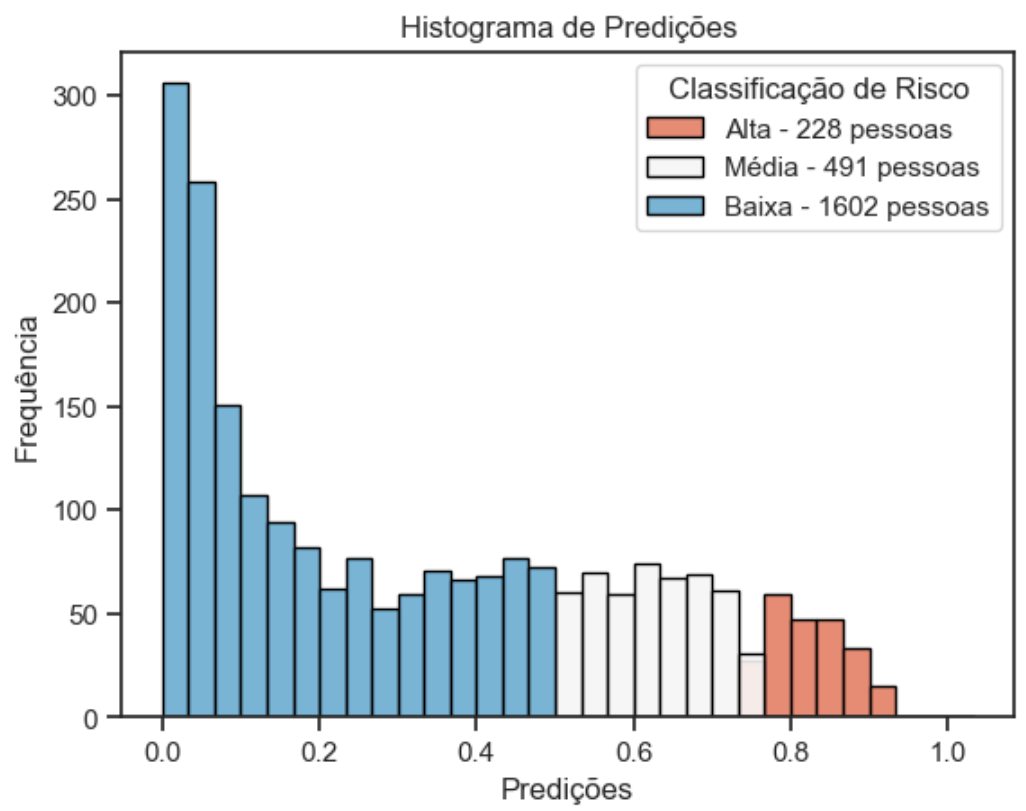 Histograma de Predições
Classificação de Risco
Alta - 228 pessoas
Média - 491 pessoas
Baixa - 1602 pessoas
Frequência
300
250
200
150
100
50
0
0.0 0.2 0.4 0.6 0.8 1.0
Predições